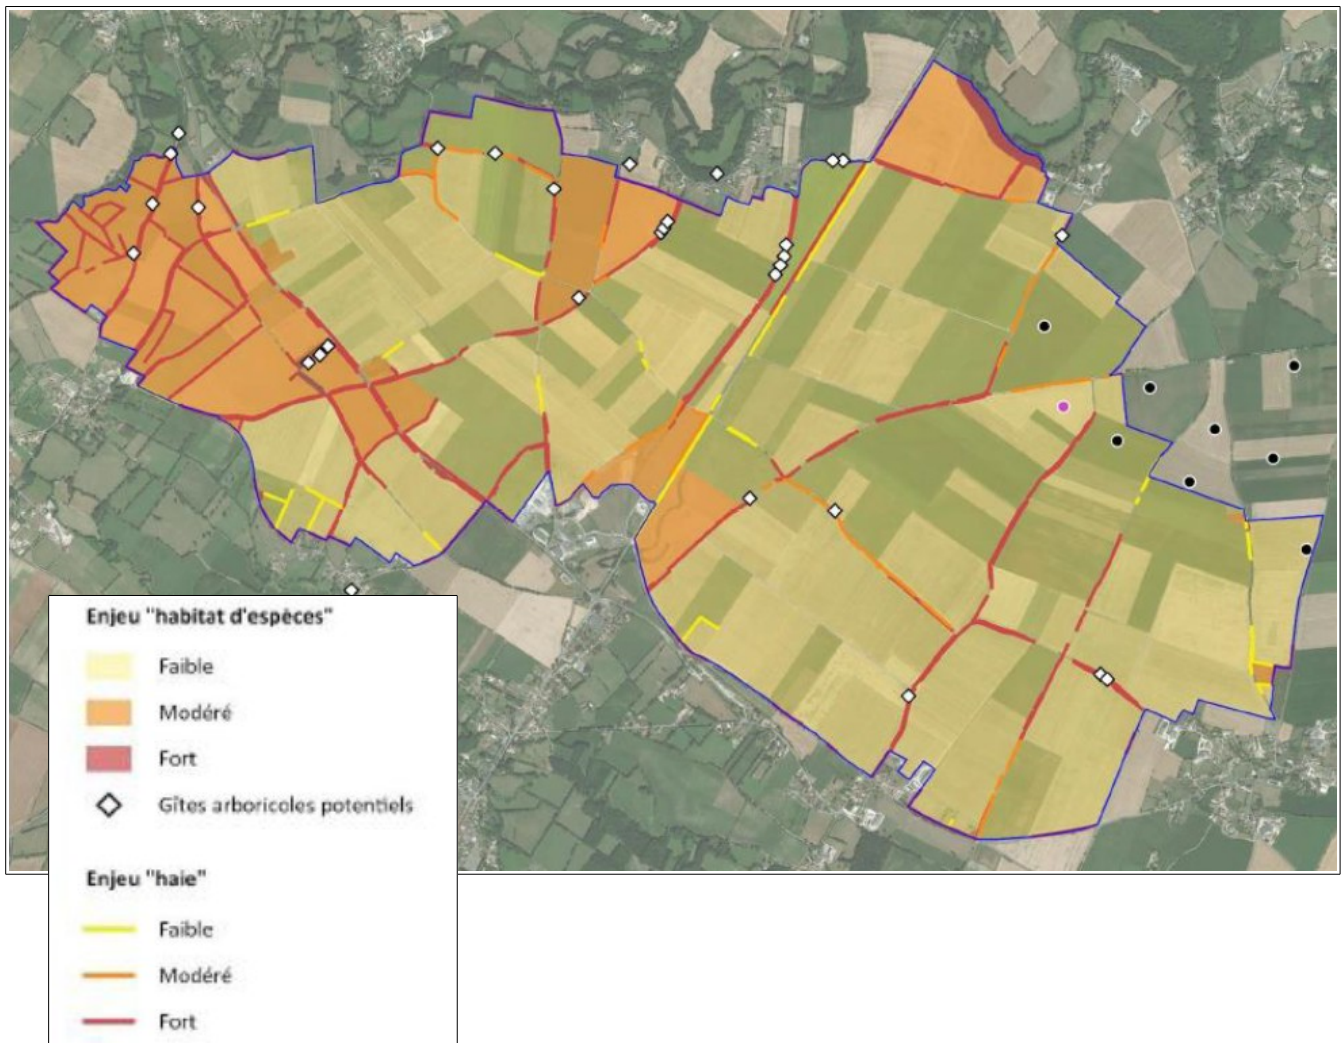 Enjeu "habitat d'espèces"
Faible
Modéré
Fort
Gîtes arboricoles potentiels
Enjeu "haie"
Faible
Modéré
Fort